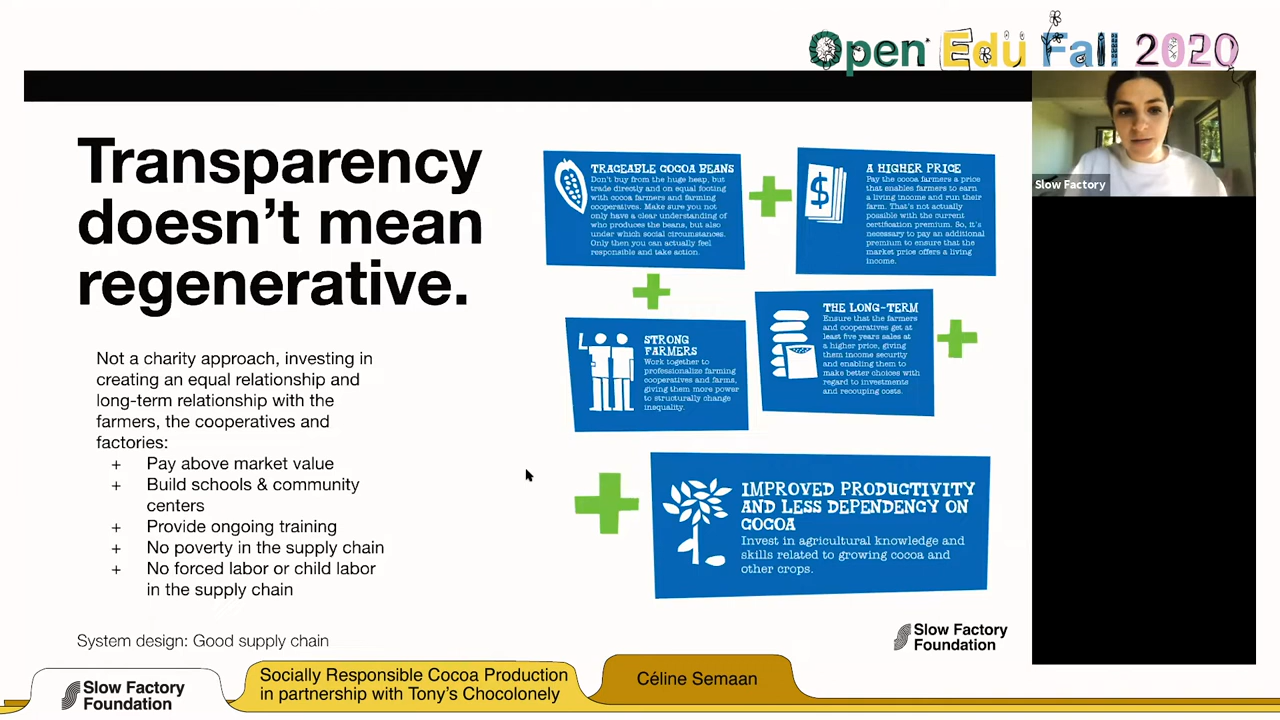 Open Edu Fall 2020
Transparency
doesn't mean
regenerative.
Not a charity approach, investing in
creating an equal relationship and
long-term relationship with the
farmers, the cooperatives and
factories:
+ Pay above market value
+ Build schools & community
centers
+ Provide ongoing training
+ No poverty in the supply chain
+ No forced labor or child labor
in the supply chain
System design: Good supply chain
TRACEABLE COCOA BEANS
Don't buy from the huge heap, but
trade directly and on equal footing
with cocoa farmers and farming
cooperatives. Make sure you not
only have a clear understanding of
who produces the beans, but also
under which social circumstances.
Only then you can actually feel
responsible and take action.
$
A HIGHER PRICE
Pay the cocoa farmers a price
that enables farmers to earn
a living income and run their
farm. That's not actually
possible with the current
certification premium. So, it's
necessary to pay an additional
premium to ensure that the
market price offers a living
income.
STRONG
FARMERS
Work together to
professionalize farming
cooperatives and farms,
giving them more power
to structurally change
inequality.
THE LONG-TERM
Ensure that the farmers
and cooperatives get at
least five years sales at
a higher price, giving
them income security
and enabling them to
make better choices with
regard to investments
and recouping costs.
IMPROVED PRODUCTIVITY
AND LESS DEPENDENCY ON
COCOA
Invest in agricultural knowledge and
skills related to growing cocoa and
other crops.
Slow Factory
Foundation
Slow Factory
Slow Factory
Foundation
Socially Responsible Cocoa Production
in partnership with Tony's Chocolonely
Céline Semaan